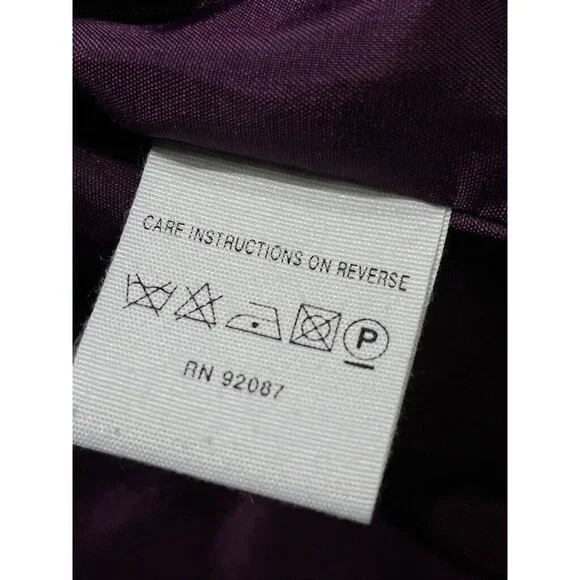 CARE INSTRUCTIONS ON REVERSE
P
RN 92087